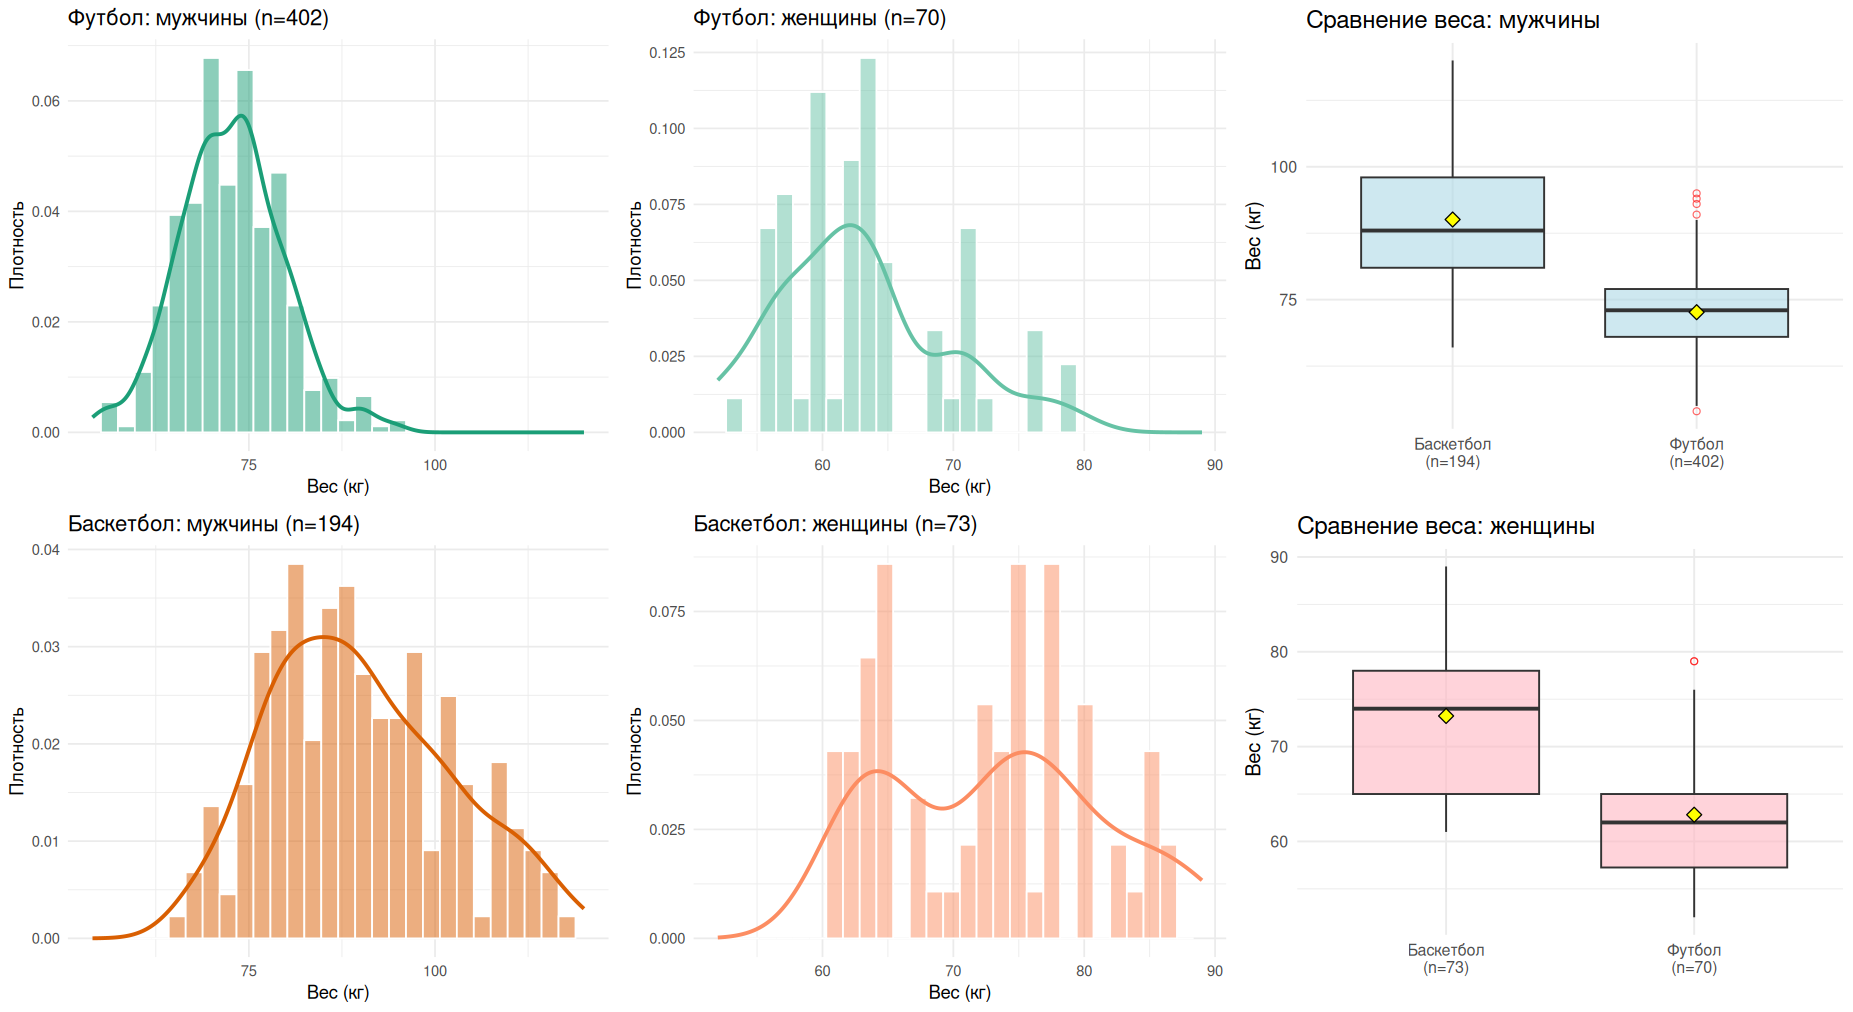 Футбол: мужчины (n=402)
Плотность
0.06
0.04
0.02
0.00
75
100
Вес (кг)
Футбол: женщины (n=70)
Плотность
0.125
0.100
0.075
0.050
0.025
0.000
60
70
80
90
Вес (кг)
Сравнение веса: мужчины
Вес (кг)
100
75
Баскетбол
(n=194)
Футбол
(n=402)
Баскетбол: мужчины (n=194)
Плотность
0.04
0.03
0.02
0.01
0.00
75
100
Вес (кг)
Баскетбол: женщины (n=73)
Плотность
0.075
0.050
0.025
0.000
60
70
80
90
Вес (кг)
Сравнение веса: женщины
Вес (кг)
90
80
70
60
Баскетбол
(n=73)
Футбол
(n=70)